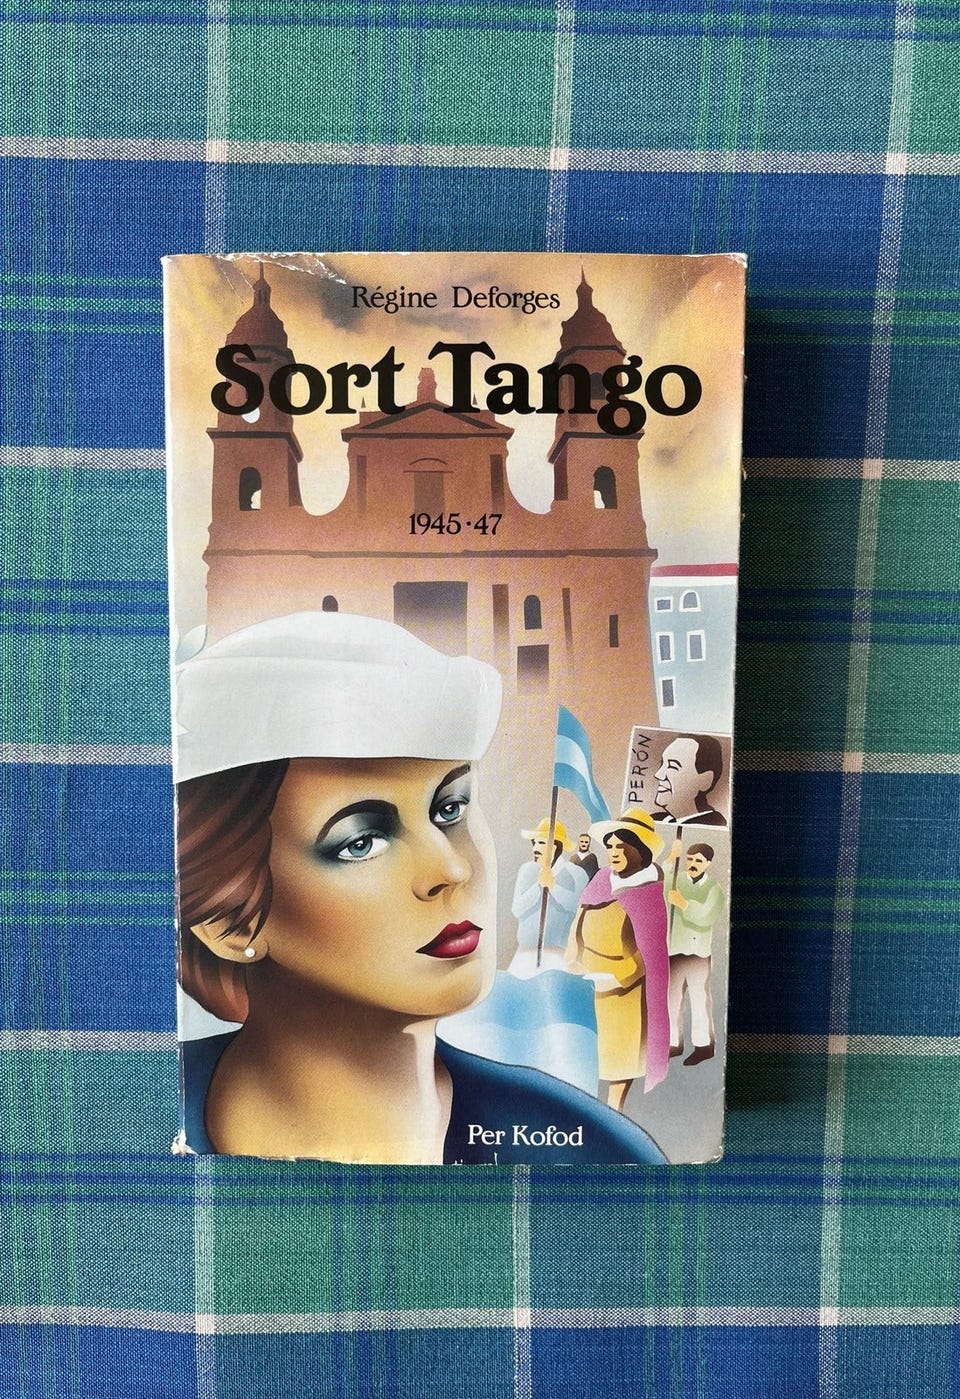 Régine Deforges
Sort Tango
1945·47
PERÓN
Per Kofod